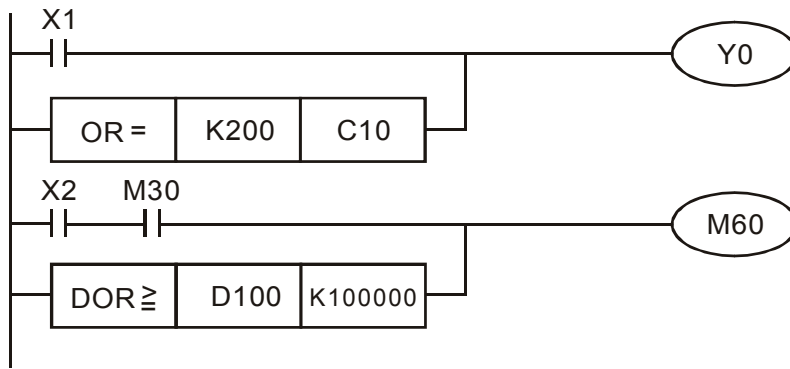 X1
Y0
OR = K200 C10
X2 M30
M60
DOR ≧ D100 K100000